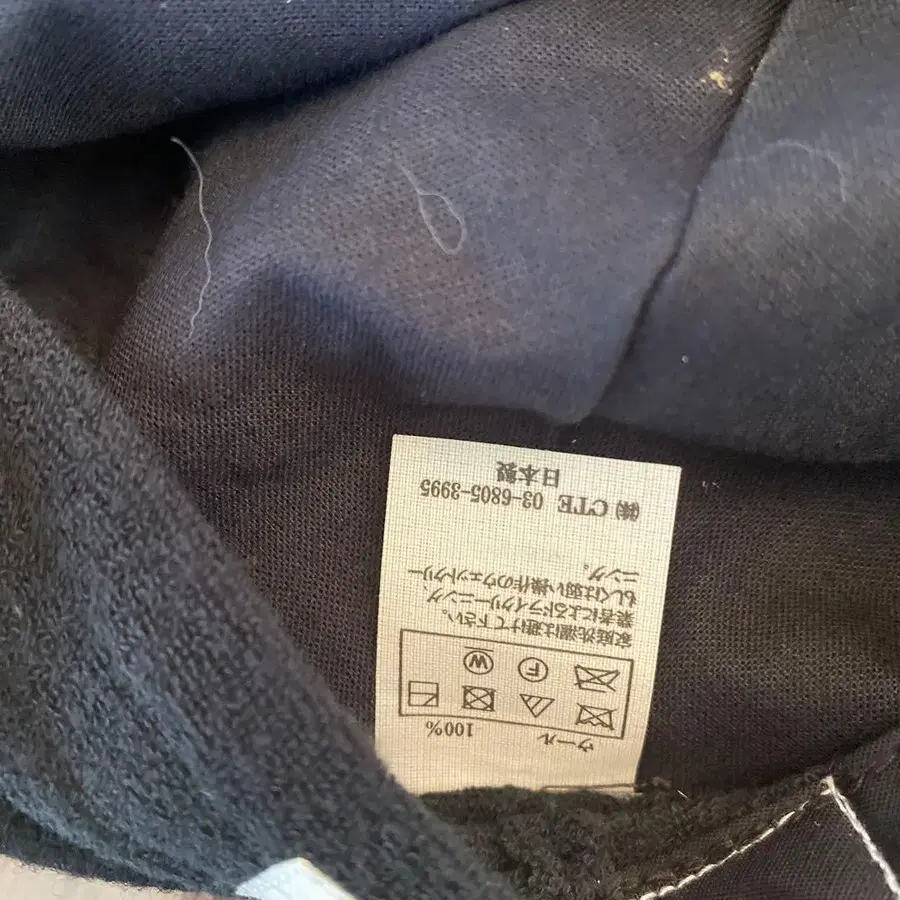 ウール 100%
W F
家庭洗濯は避けて下さい。
業者によるドライクリーニング、
もしくは弱い操作のウェットクリー
ニング。
㈱ CTE 03-6805-3995
日本製